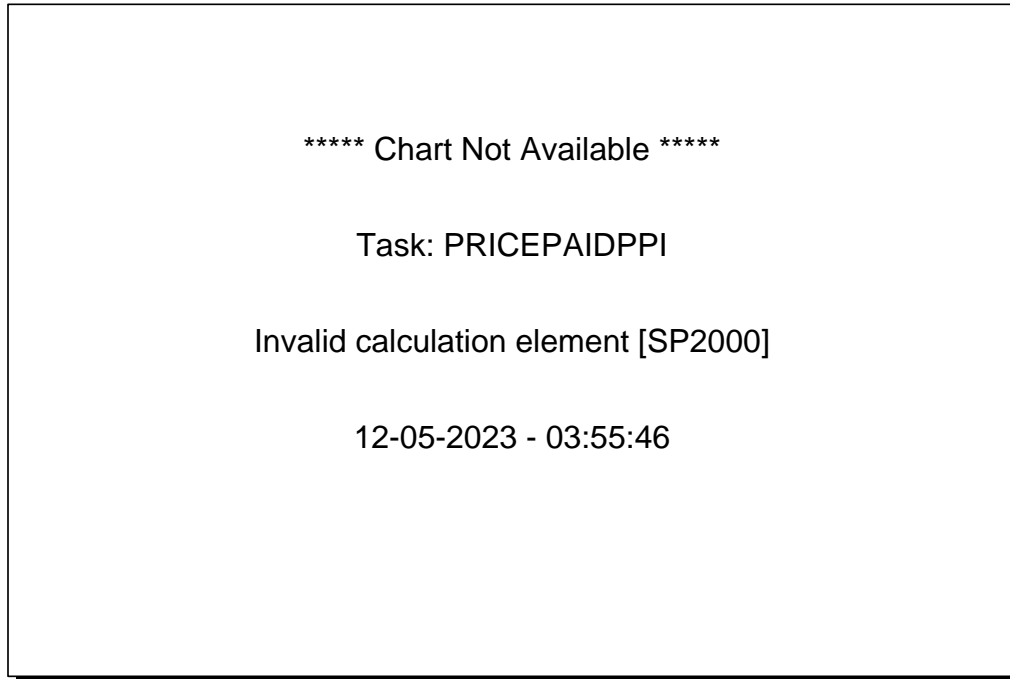 ***** Chart Not Available *****
Task: PRICEPAIDPPI
Invalid calculation element [SP2000]
12-05-2023 - 03:55:46